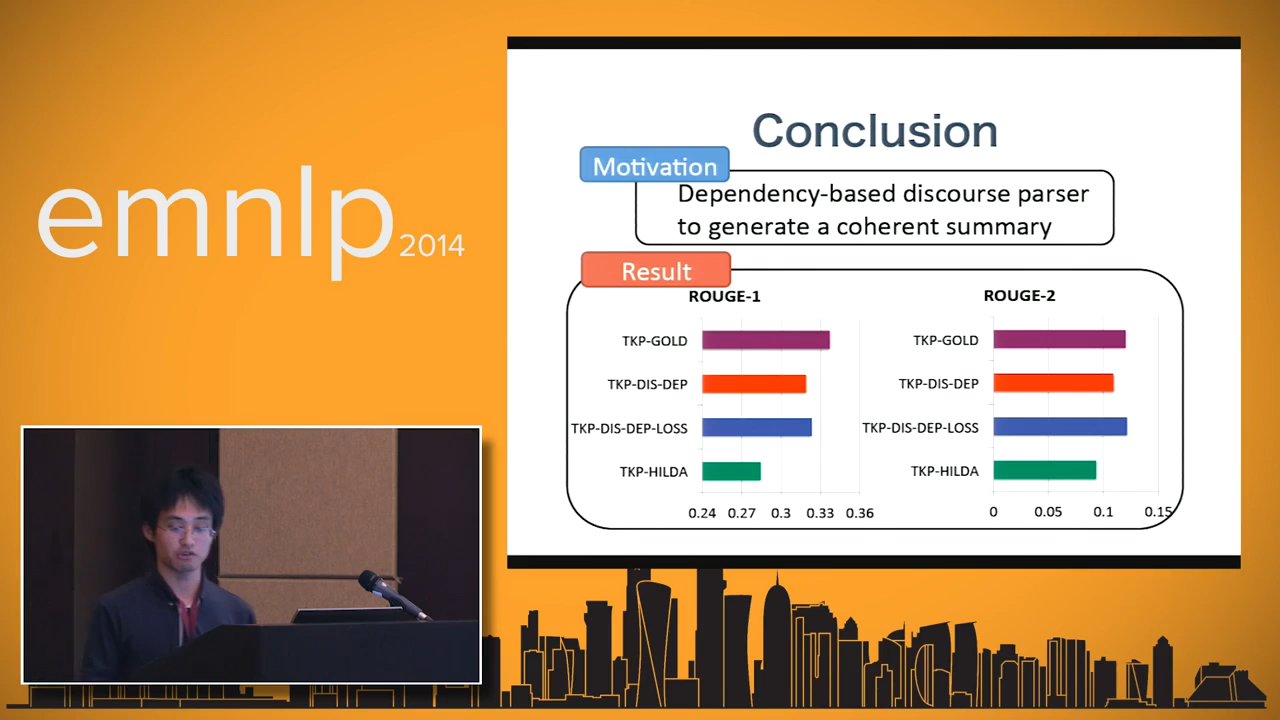 emnlp 2014
Conclusion
Motivation
Dependency-based discourse parser
to generate a coherent summary
Result
ROUGE-1
TKP-GOLD
TKP-DIS-DEP
TKP-DIS-DEP-LOSS
TKP-HILDA
0.24 0.27 0.3 0.33 0.36
ROUGE-2
TKP-GOLD
TKP-DIS-DEP
TKP-DIS-DEP-LOSS
TKP-HILDA
0 0.05 0.1 0.15